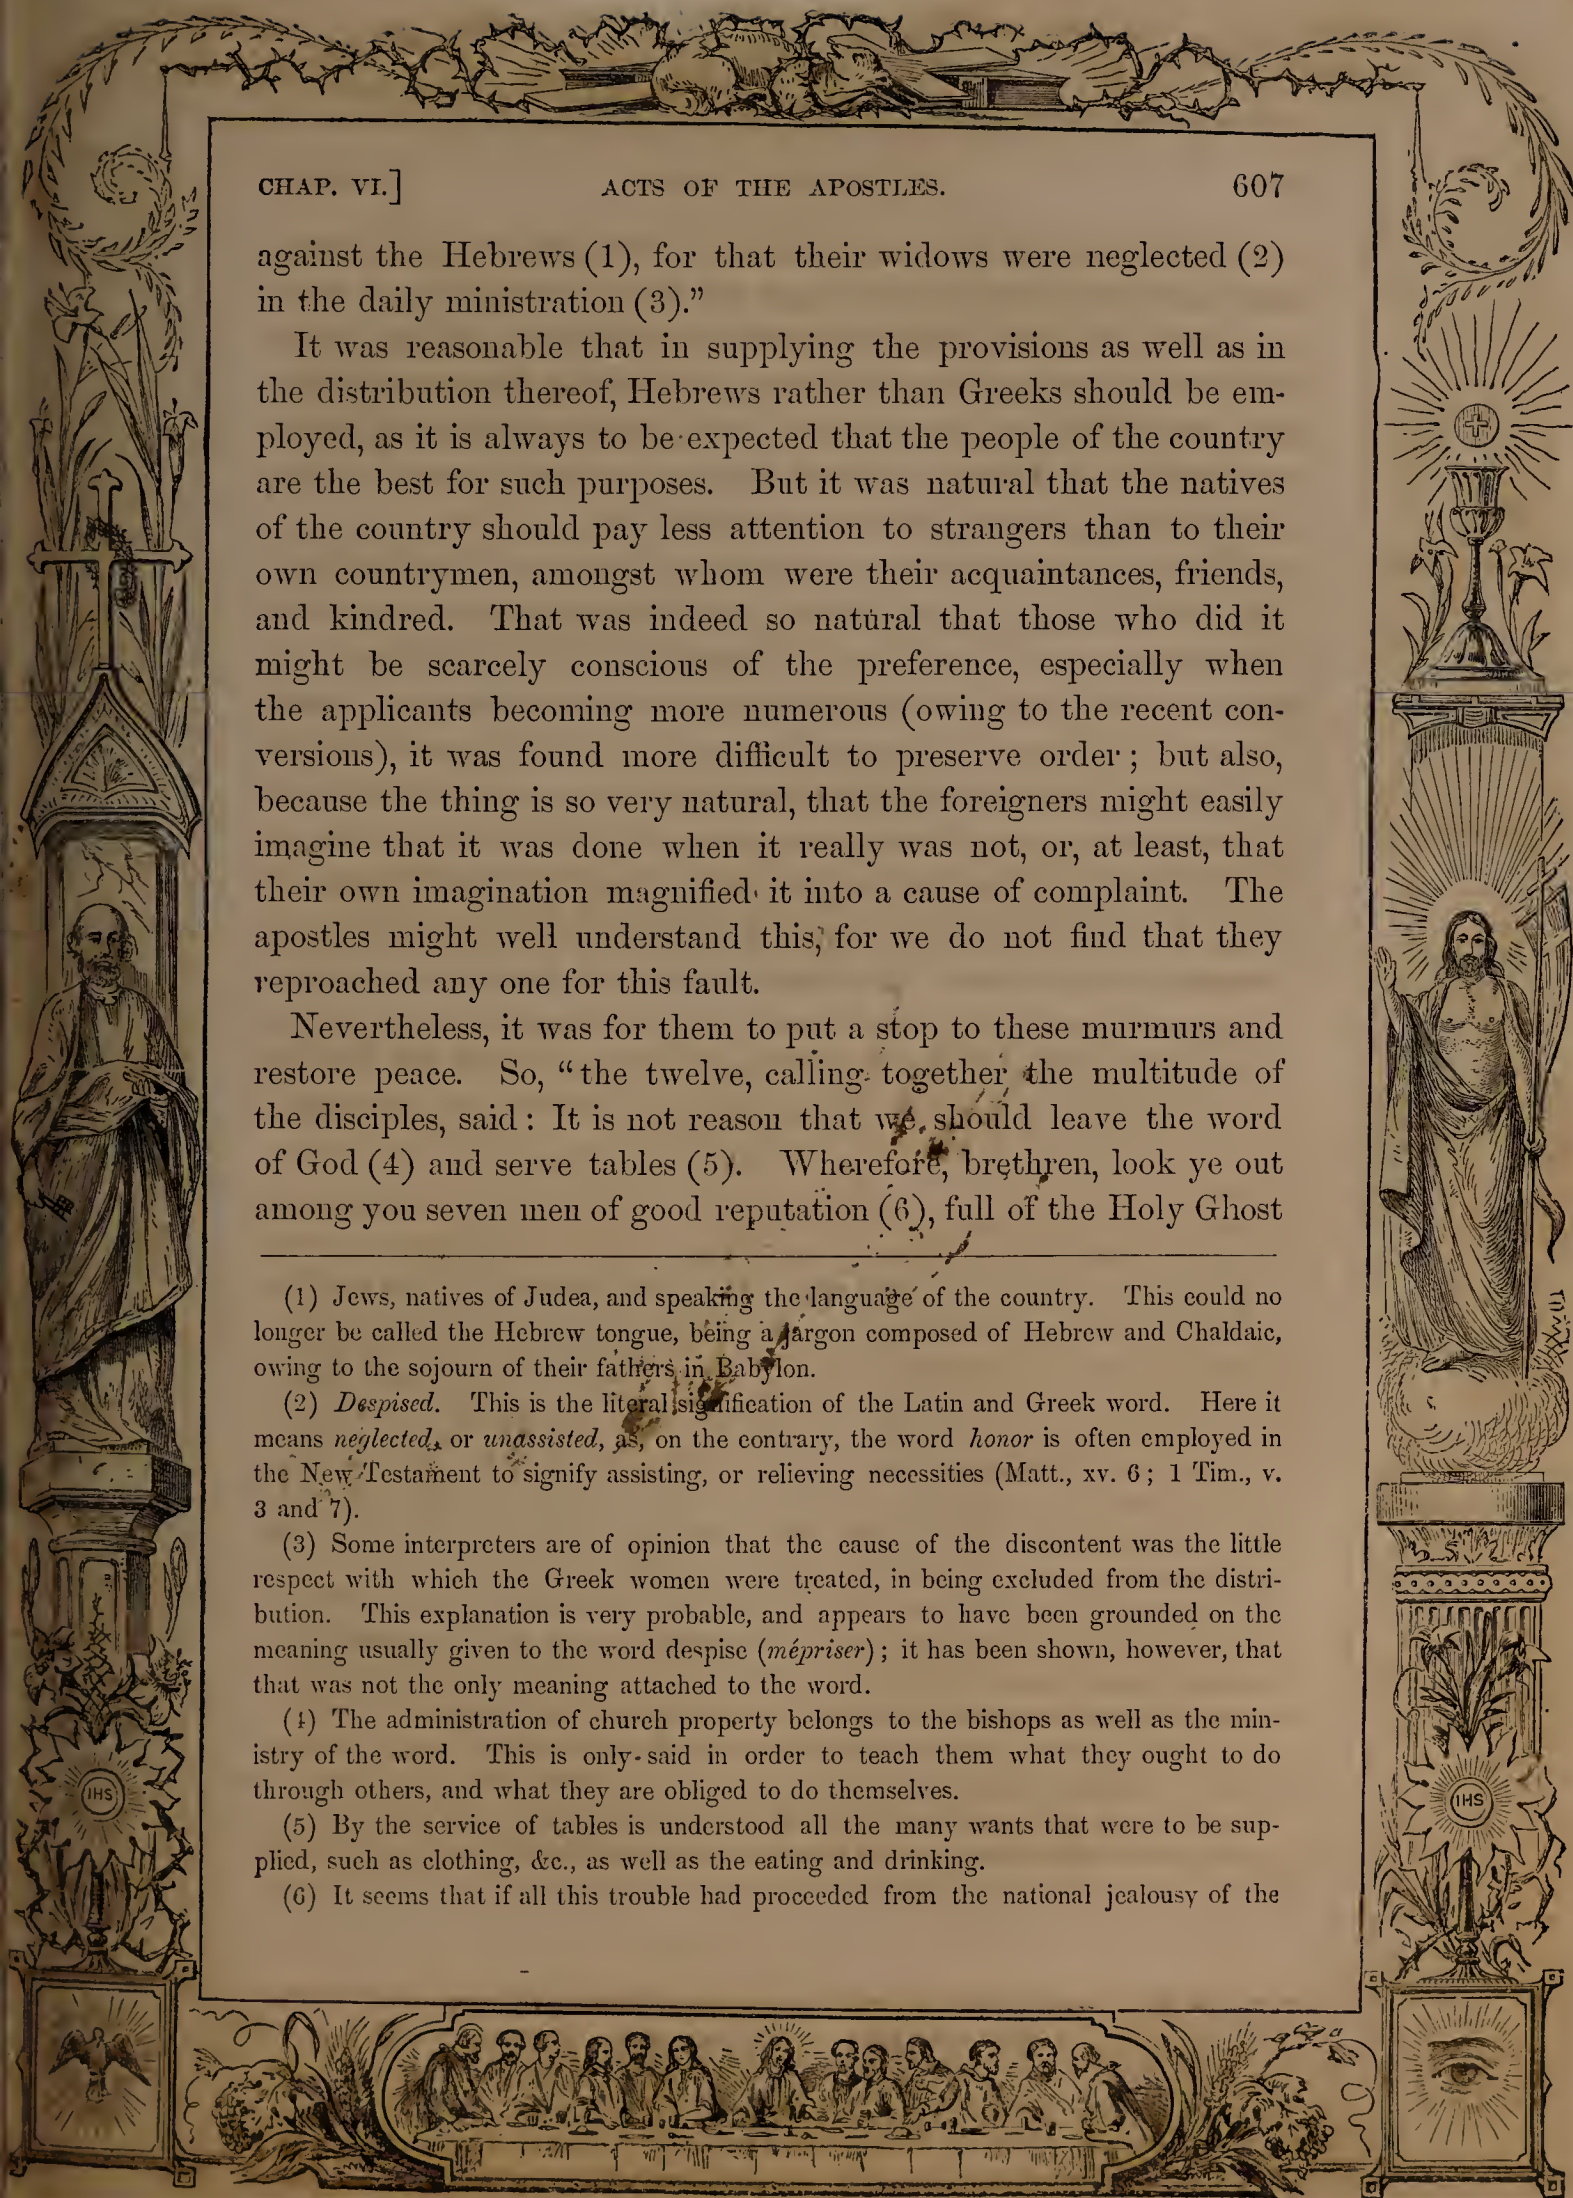 CHAP. VI.] ACTS OF THE APOSTLES. 607
against the Hebrews (1), for that their widows were neglected (2)
in the daily ministration (3)."
It was reasonable that in supplying the provisions as well as in
the distribution thereof, Hebrews rather than Greeks should be em-
ployed, as it is always to be expected that the people of the country
are the best for such purposes. But it was natural that the natives
of the country should pay less attention to strangers than to their
own countrymen, amongst whom were their acquaintances, friends,
and kindred. That was indeed so natural that those who did it
might be scarcely conscious of the preference, especially when
the applicants becoming more numerous (owing to the recent con-
versions), it was found more difficult to preserve order; but also,
because the thing is so very natural, that the foreigners might easily
imagine that it was done when it really was not, or, at least, that
their own imagination magnified it into a cause of complaint. The
apostles might well understand this, for we do not find that they
reproached any one for this fault.
Nevertheless, it was for them to put a stop to these murmurs and
restore peace. So, "the twelve, calling together the multitude of
the disciples, said: It is not reason that we should leave the word
of God (4) and serve tables (5). Wherefore, brethren, look ye out
among you seven men of good reputation (6), full of the Holy Ghost
(1) Jews, natives of Judea, and speaking the language of the country. This could no
longer be called the Hebrew tongue, being a jargon composed of Hebrew and Chaldaic,
owing to the sojourn of their fathers in Babylon.
(2) Despised. This is the literal signification of the Latin and Greek word. Here it
means neglected, or unassisted, as, on the contrary, the word honor is often employed in
the New Testament to signify assisting, or relieving necessities (Matt., xv. 6; 1 Tim., v.
3 and 7).
(3) Some interpreters are of opinion that the cause of the discontent was the little
respect with which the Greek women were treated, in being excluded from the distri-
bution. This explanation is very probable, and appears to have been grounded on the
meaning usually given to the word despise (mépriser); it has been shown, however, that
that was not the only meaning attached to the word.
(4) The administration of church property belongs to the bishops as well as the min-
istry of the word. This is only said in order to teach them what they ought to do
through others, and what they are obliged to do themselves.
(5) By the service of tables is understood all the many wants that were to be sup-
plied, such as clothing, &c., as well as the eating and drinking.
(6) It seems that if all this trouble had proceeded from the national jealousy of the
IHS
IHS